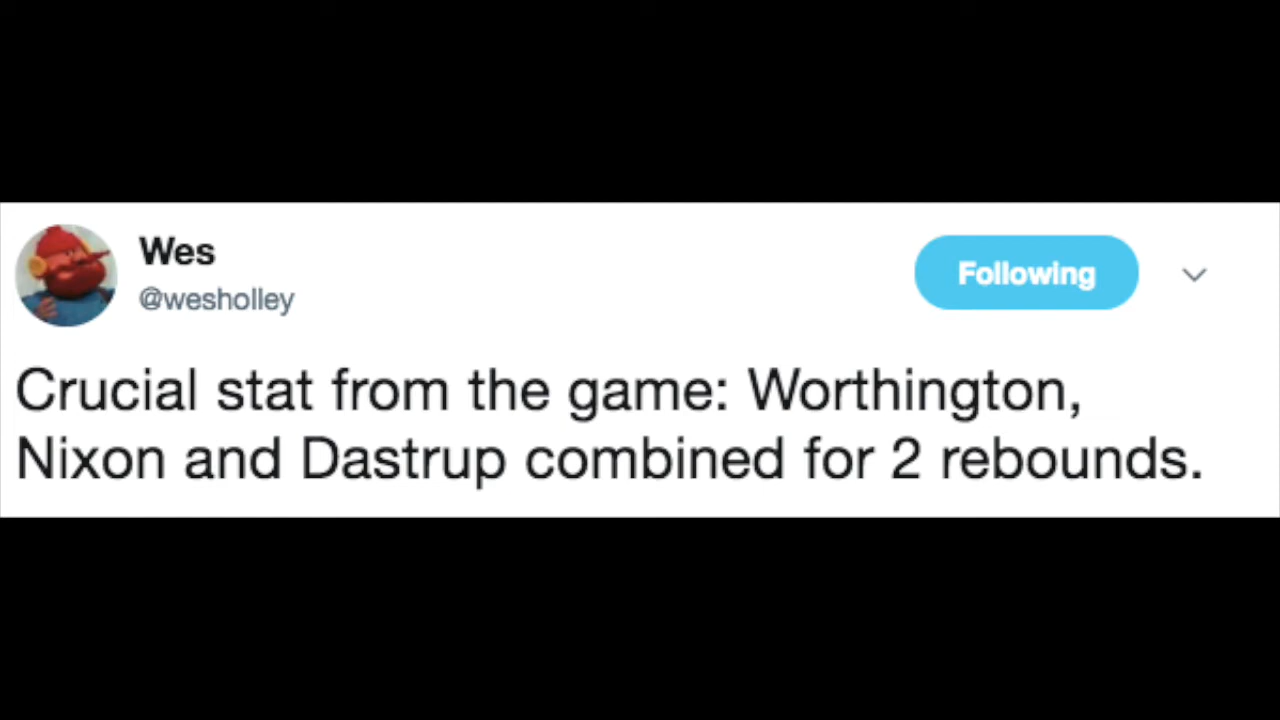 Wes
@wesholley
Following
Crucial stat from the game: Worthington,
Nixon and Dastrup combined for 2 rebounds.